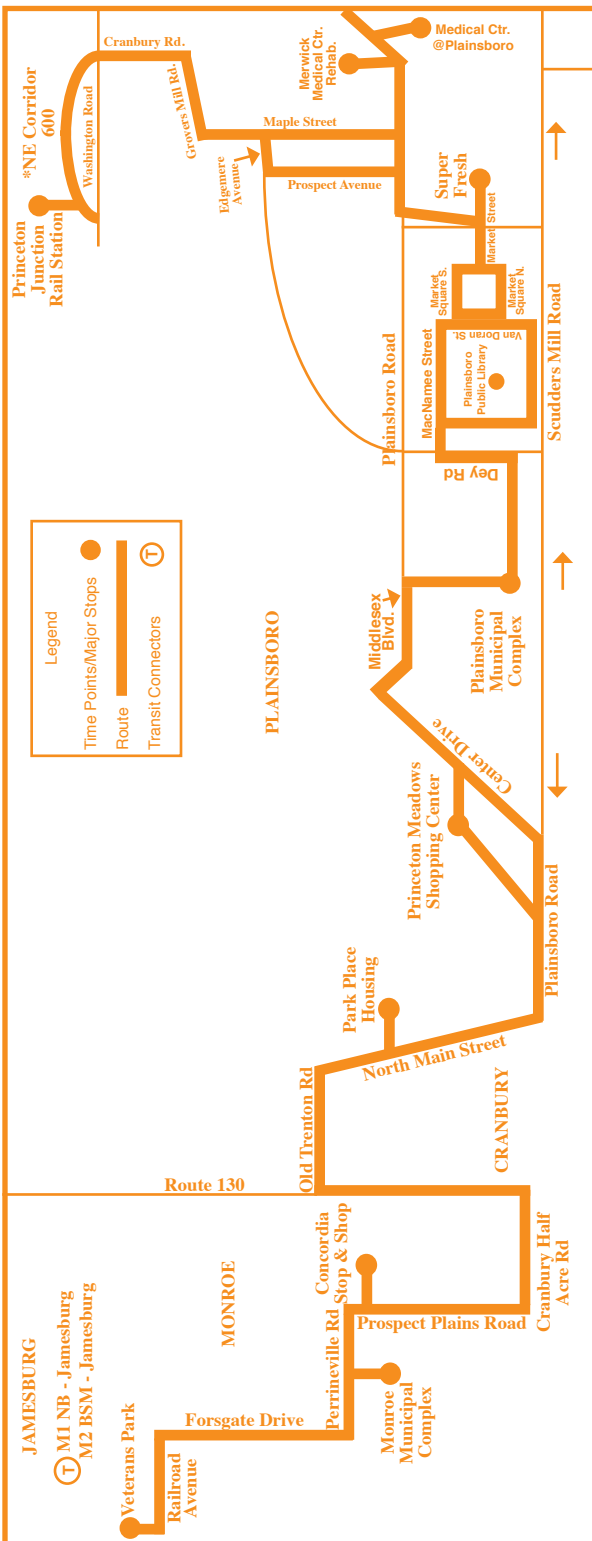 JAMESBURG
T M1 NB - Jamesburg
M2 BSM - Jamesburg
Veterans Park
Railroad
Avenue
Forsgate Drive
MONROE
Perrineville Rd
Monroe
Municipal
Complex
Concordia
Stop & Shop
Prospect Plains Road
Cranbury Half
Acre Rd
Route 130
Old Trenton Rd
CRANBURY
North Main Street
Park Place
Housing
Plainsboro Road
Princeton Meadows
Shopping Center
Center Drive
Middlesex
Blvd.
Plainsboro
Municipal
Complex
PLAINSBORO
Legend
Time Points/Major Stops
Route
Transit Connectors
T
Dey Rd
Plainsboro Road
MacNamee Street
Plainsboro
Public Library
Van Doran St.
Market
Square S.
Market
Square N.
Market Street
Super
Fresh
Scudders Mill Road
Edgemere
Avenue
Prospect Avenue
Maple Street
Grovers Mill Rd.
Cranbury Rd.
Washington Road
*NE Corridor
600
Princeton
Junction
Rail Station
Merwick
Medical Ctr.
Rehab.
Medical Ctr.
@Plainsboro